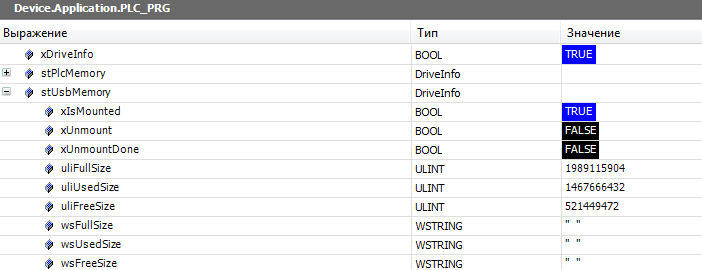 Device.Application.PLC_PRG
Выражение Тип Значение
xDriveInfo BOOL TRUE
stPlcMemory DriveInfo
stUsbMemory DriveInfo
xIsMounted BOOL TRUE
xUnmount BOOL FALSE
xUnmountDone BOOL FALSE
uliFullSize ULINT 1989115904
uliUsedSize ULINT 1467666432
uliFreeSize ULINT 521449472
wsFullSize WSTRING " "
wsUsedSize WSTRING " "
wsFreeSize WSTRING " "